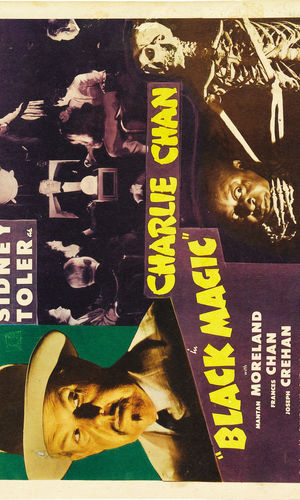 SIDNEY
TOLER as
CHARLIE CHAN
in
"BLACK MAGIC"
with
MANTAN
MORELAND
FRANCES
CHAN
JOSEPH
CREHAN